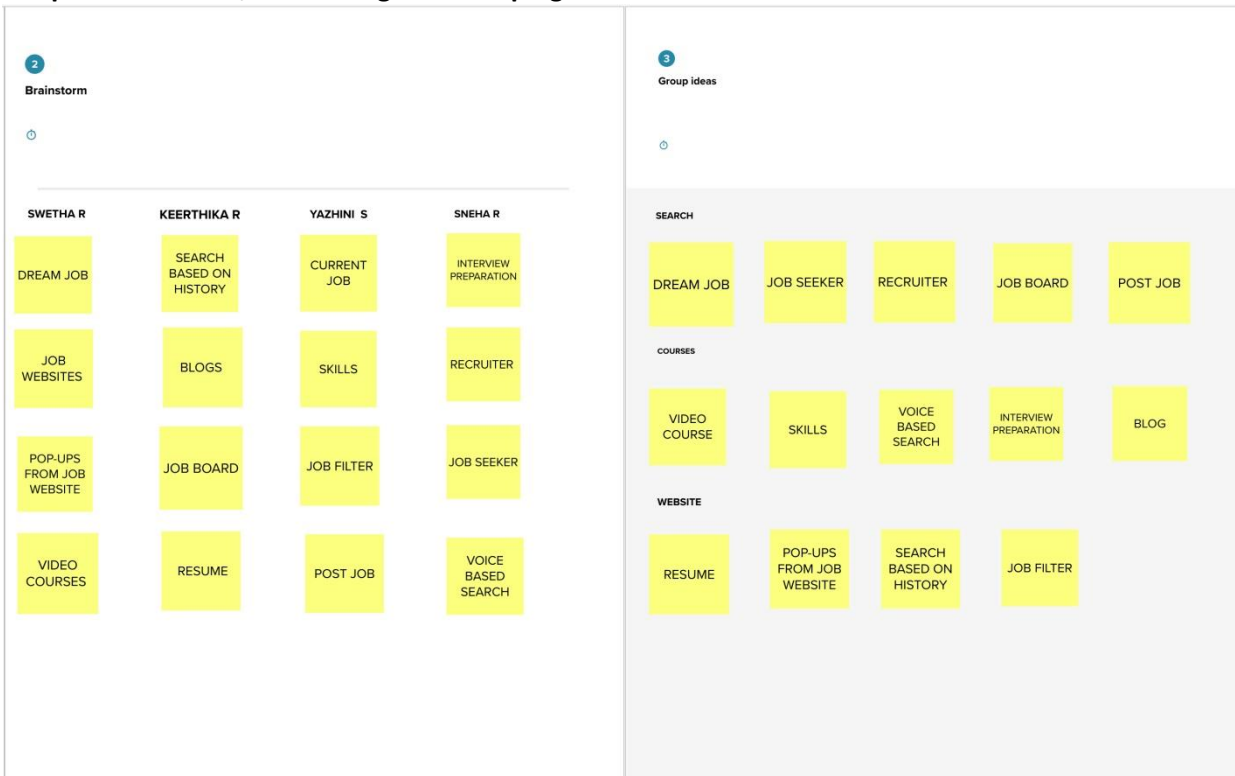 2
Brainstorm
SWETHA R
KEERTHIKA R
YAZHINI S
SNEHA R
DREAM JOB
SEARCH
BASED ON
HISTORY
CURRENT
JOB
INTERVIEW
PREPARATION
JOB
WEBSITES
BLOGS
SKILLS
RECRUITER
POP-UPS
FROM JOB
WEBSITE
JOB BOARD
JOB FILTER
JOB SEEKER
VIDEO
COURSES
RESUME
POST JOB
VOICE
BASED
SEARCH
3
Group ideas
SEARCH
DREAM JOB
JOB SEEKER
RECRUITER
JOB BOARD
POST JOB
COURSES
VIDEO
COURSE
SKILLS
VOICE
BASED
SEARCH
INTERVIEW
PREPARATION
BLOG
WEBSITE
RESUME
POP-UPS
FROM JOB
WEBSITE
SEARCH
BASED ON
HISTORY
JOB FILTER